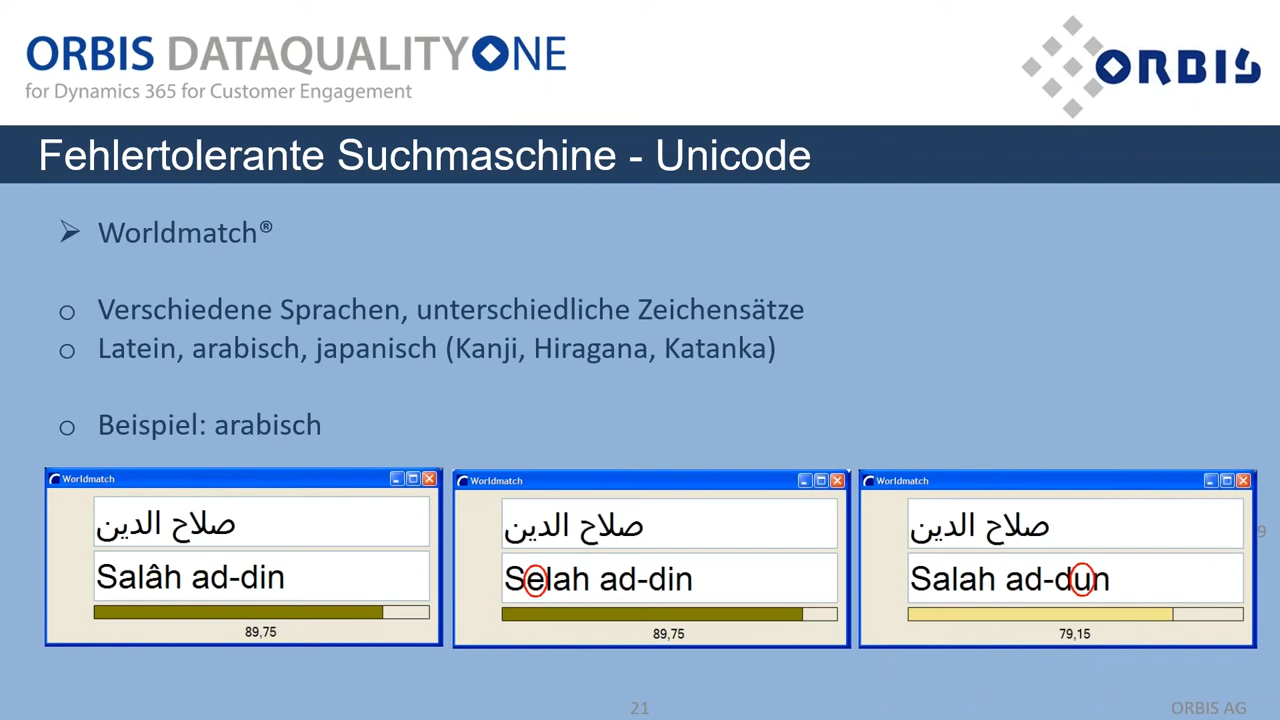 ORBIS DATAQUALITYONE
for Dynamics 365 for Customer Engagement
ORBIS
Fehlertolerante Suchmaschine - Unicode
Worldmatch®
Verschiedene Sprachen, unterschiedliche Zeichensätze
Latein, arabisch, japanisch (Kanji, Hiragana, Katanka)
Beispiel: arabisch
Worldmatch
صلاح الدين
Salâh ad-din
89,75
Worldmatch
صلاح الدين
Selah ad-din
89,75
Worldmatch
صلاح الدين
Salah ad-dun
79,15
9
21
ORBIS AG